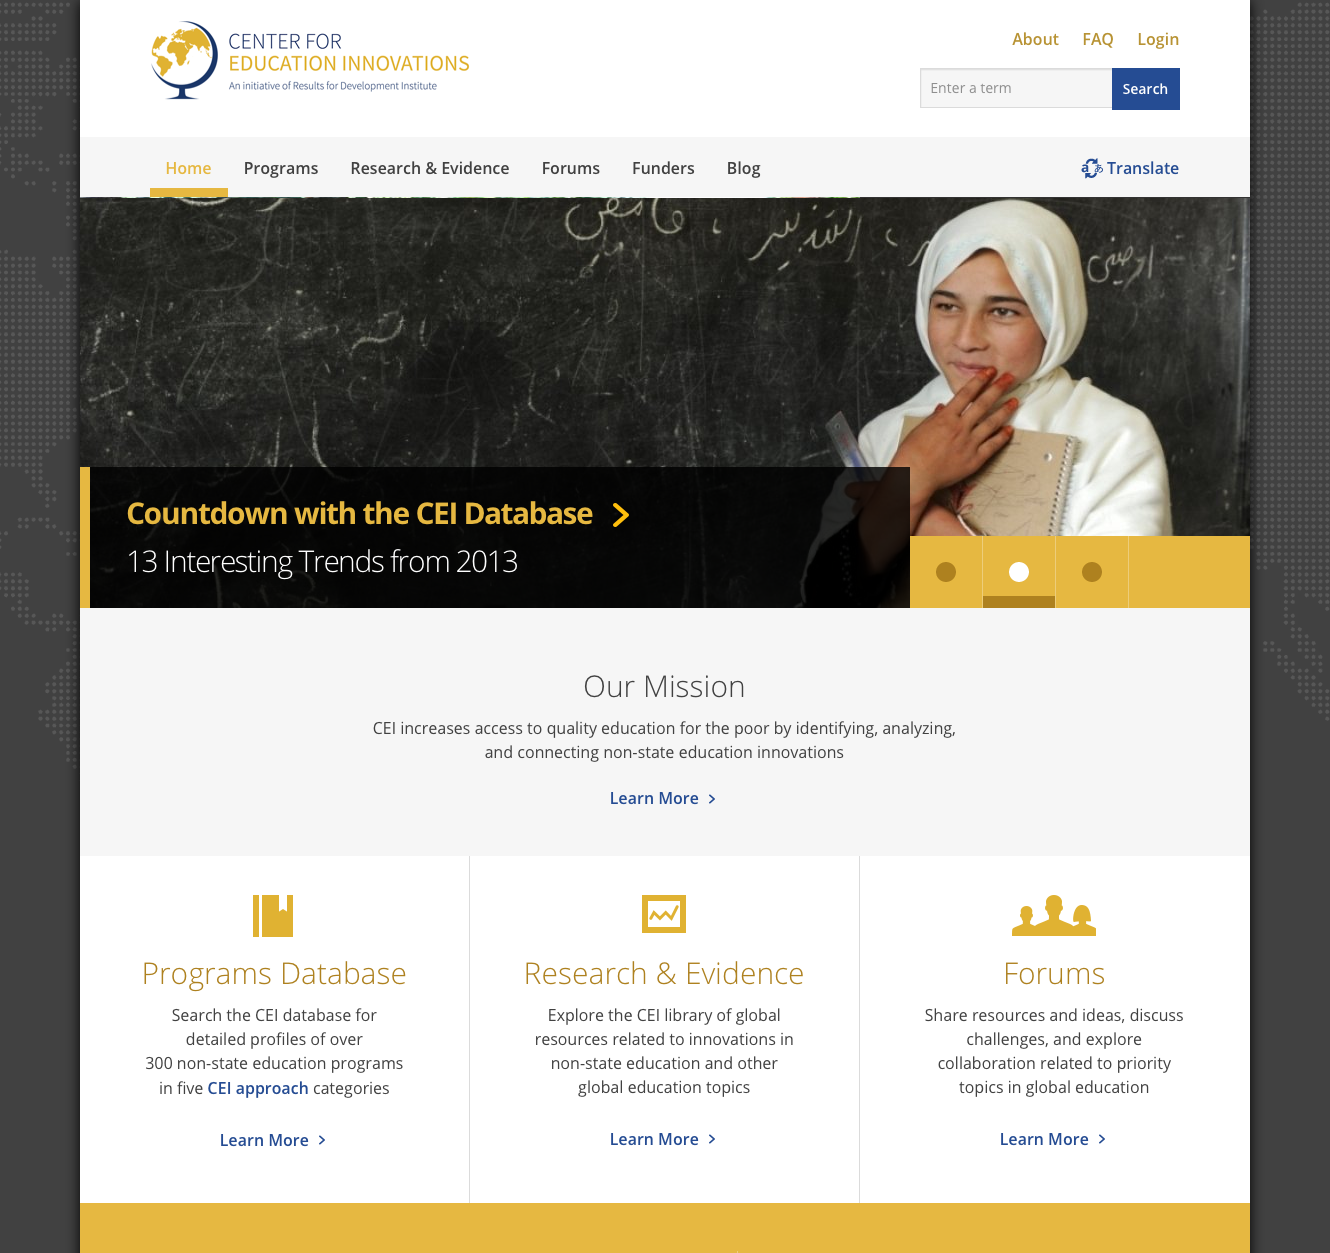 CENTER FOR
EDUCATION INNOVATIONS
An initiative of Results for Development Institute
About FAQ Login
Enter a term Search
Home Programs Research & Evidence Forums Funders Blog Translate
Countdown with the CEI Database
13 Interesting Trends from 2013
Our Mission
CEI increases access to quality education for the poor by identifying, analyzing,
and connecting non-state education innovations
Learn More
Programs Database
Search the CEI database for
detailed profiles of over
300 non-state education programs
in five CEI approach categories
Learn More
Research & Evidence
Explore the CEI library of global
resources related to innovations in
non-state education and other
global education topics
Learn More
Forums
Share resources and ideas, discuss
challenges, and explore
collaboration related to priority
topics in global education
Learn More